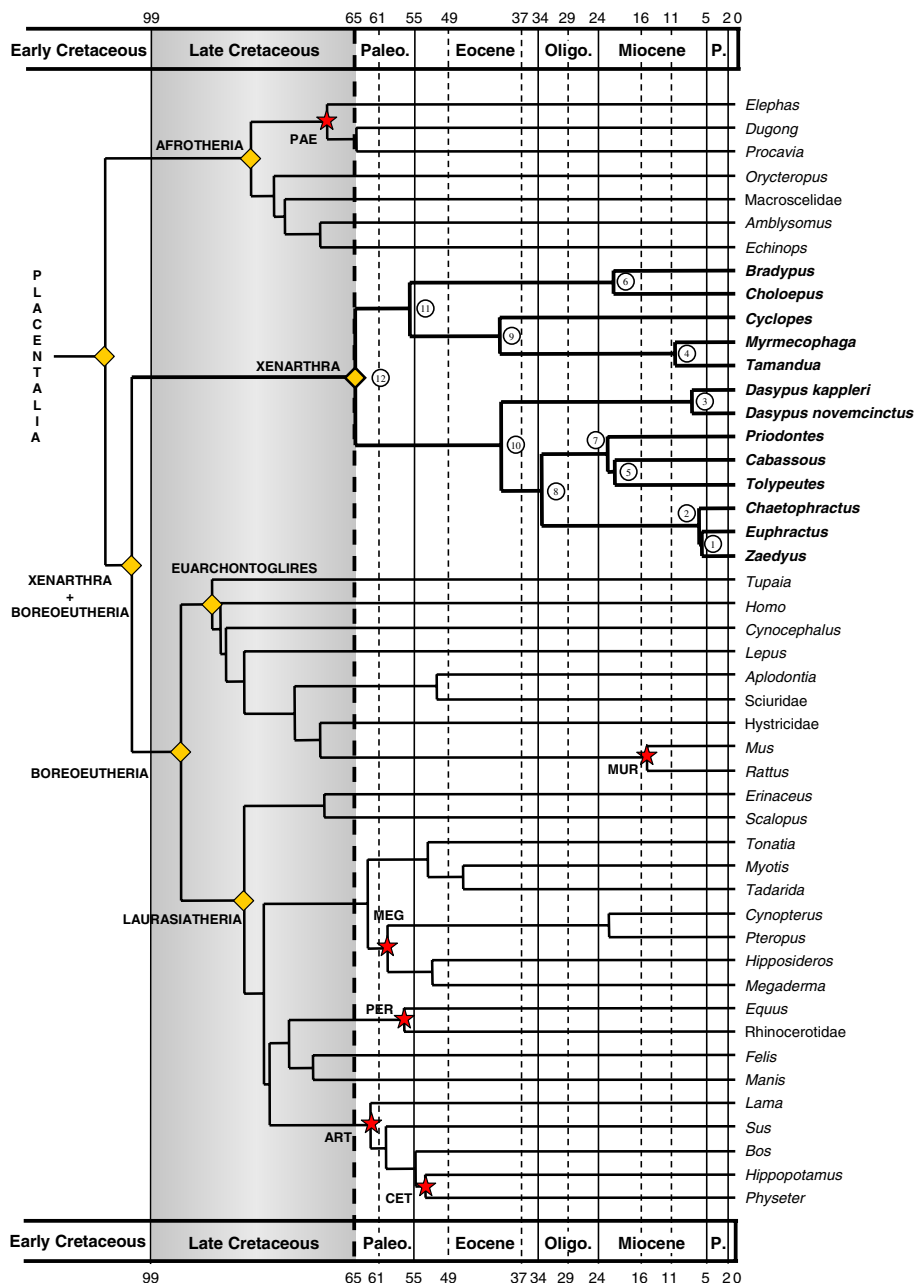 99 65 61 55 49 37 34 29 24 16 11 5 2 0
Early Cretaceous Late Cretaceous Paleo. Eocene Oligo. Miocene P.
Elephas
PAE
Dugong
AFROTHERIA
Procavia
Orycteropus
Macroscelidae
Amblysomus
Echinops
PLACENTALIA
Bradypus
6
Choloepus
11
Cyclopes
9
Myrmecophaga
4
XENARTHRA
Tamandua
12
Dasypus kappleri
3
Dasypus novemcinctus
Priodontes
7
10
Cabassous
5
Tolypeutes
8
Chaetophractus
2
Euphractus
1
Zaedyus
XENARTHRA
+
BOREOEUTHERIA
EUARCHONTOGLIRES
Tupaia
Homo
Cynocephalus
Lepus
Aplodontia
Sciuridae
Hystricidae
Mus
MUR
Rattus
BOREOEUTHERIA
Erinaceus
Scalopus
Tonatia
Myotis
Tadarida
LAURASIATHERIA
MEG
Cynopterus
Pteropus
Hipposideros
Megaderma
PER
Equus
Rhinocerotidae
Felis
Manis
Lama
ART
Sus
Bos
Hippopotamus
CET
Physeter
Early Cretaceous Late Cretaceous Paleo. Eocene Oligo. Miocene P.
99 65 61 55 49 37 34 29 24 16 11 5 2 0